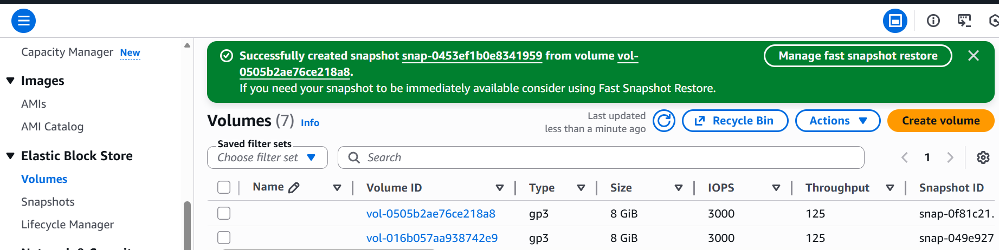 Capacity Manager New
Images
AMIs
AMI Catalog
Elastic Block Store
Volumes
Snapshots
Lifecycle Manager
Successfully created snapshot snap-0453ef1b0e8341959 from volume vol-
0505b2ae76ce218a8.
If you need your snapshot to be immediately available consider using Fast Snapshot Restore.
Manage fast snapshot restore
Volumes (7) Info
Last updated
less than a minute ago
Recycle Bin
Actions
Create volume
Saved filter sets
Choose filter set
Search
1
Name Volume ID Type Size IOPS Throughput Snapshot ID
vol-0505b2ae76ce218a8 gp3 8 GiB 3000 125 snap-0f81c21.
vol-016b057aa938742e9 gp3 8 GiB 3000 125 snap-049e927